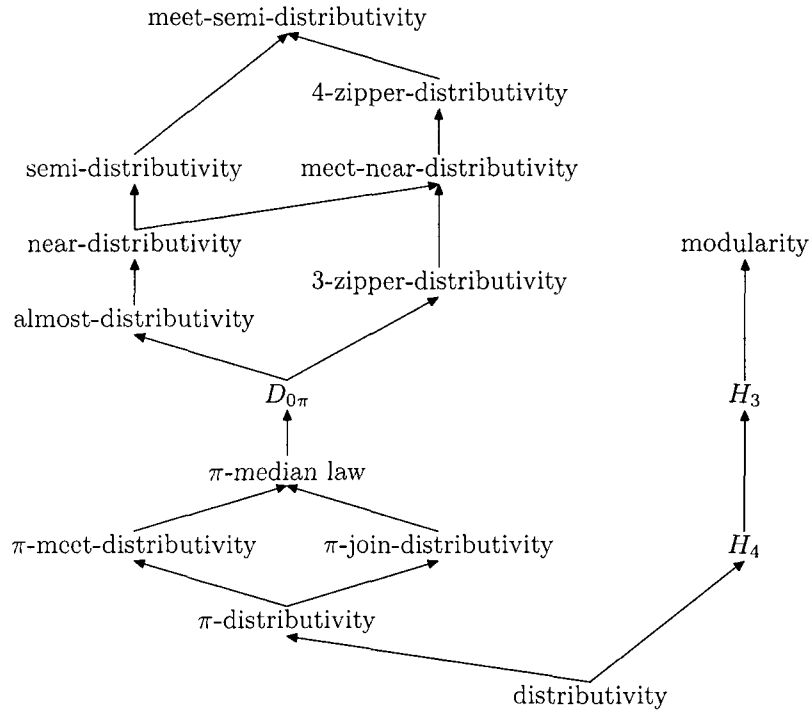 meet-semi-distributivity
4-zipper-distributivity
semi-distributivity
meet-near-distributivity
near-distributivity
modularity
3-zipper-distributivity
almost-distributivity
D₀π
H₃
π-median law
π-meet-distributivity
π-join-distributivity
H₄
π-distributivity
distributivity